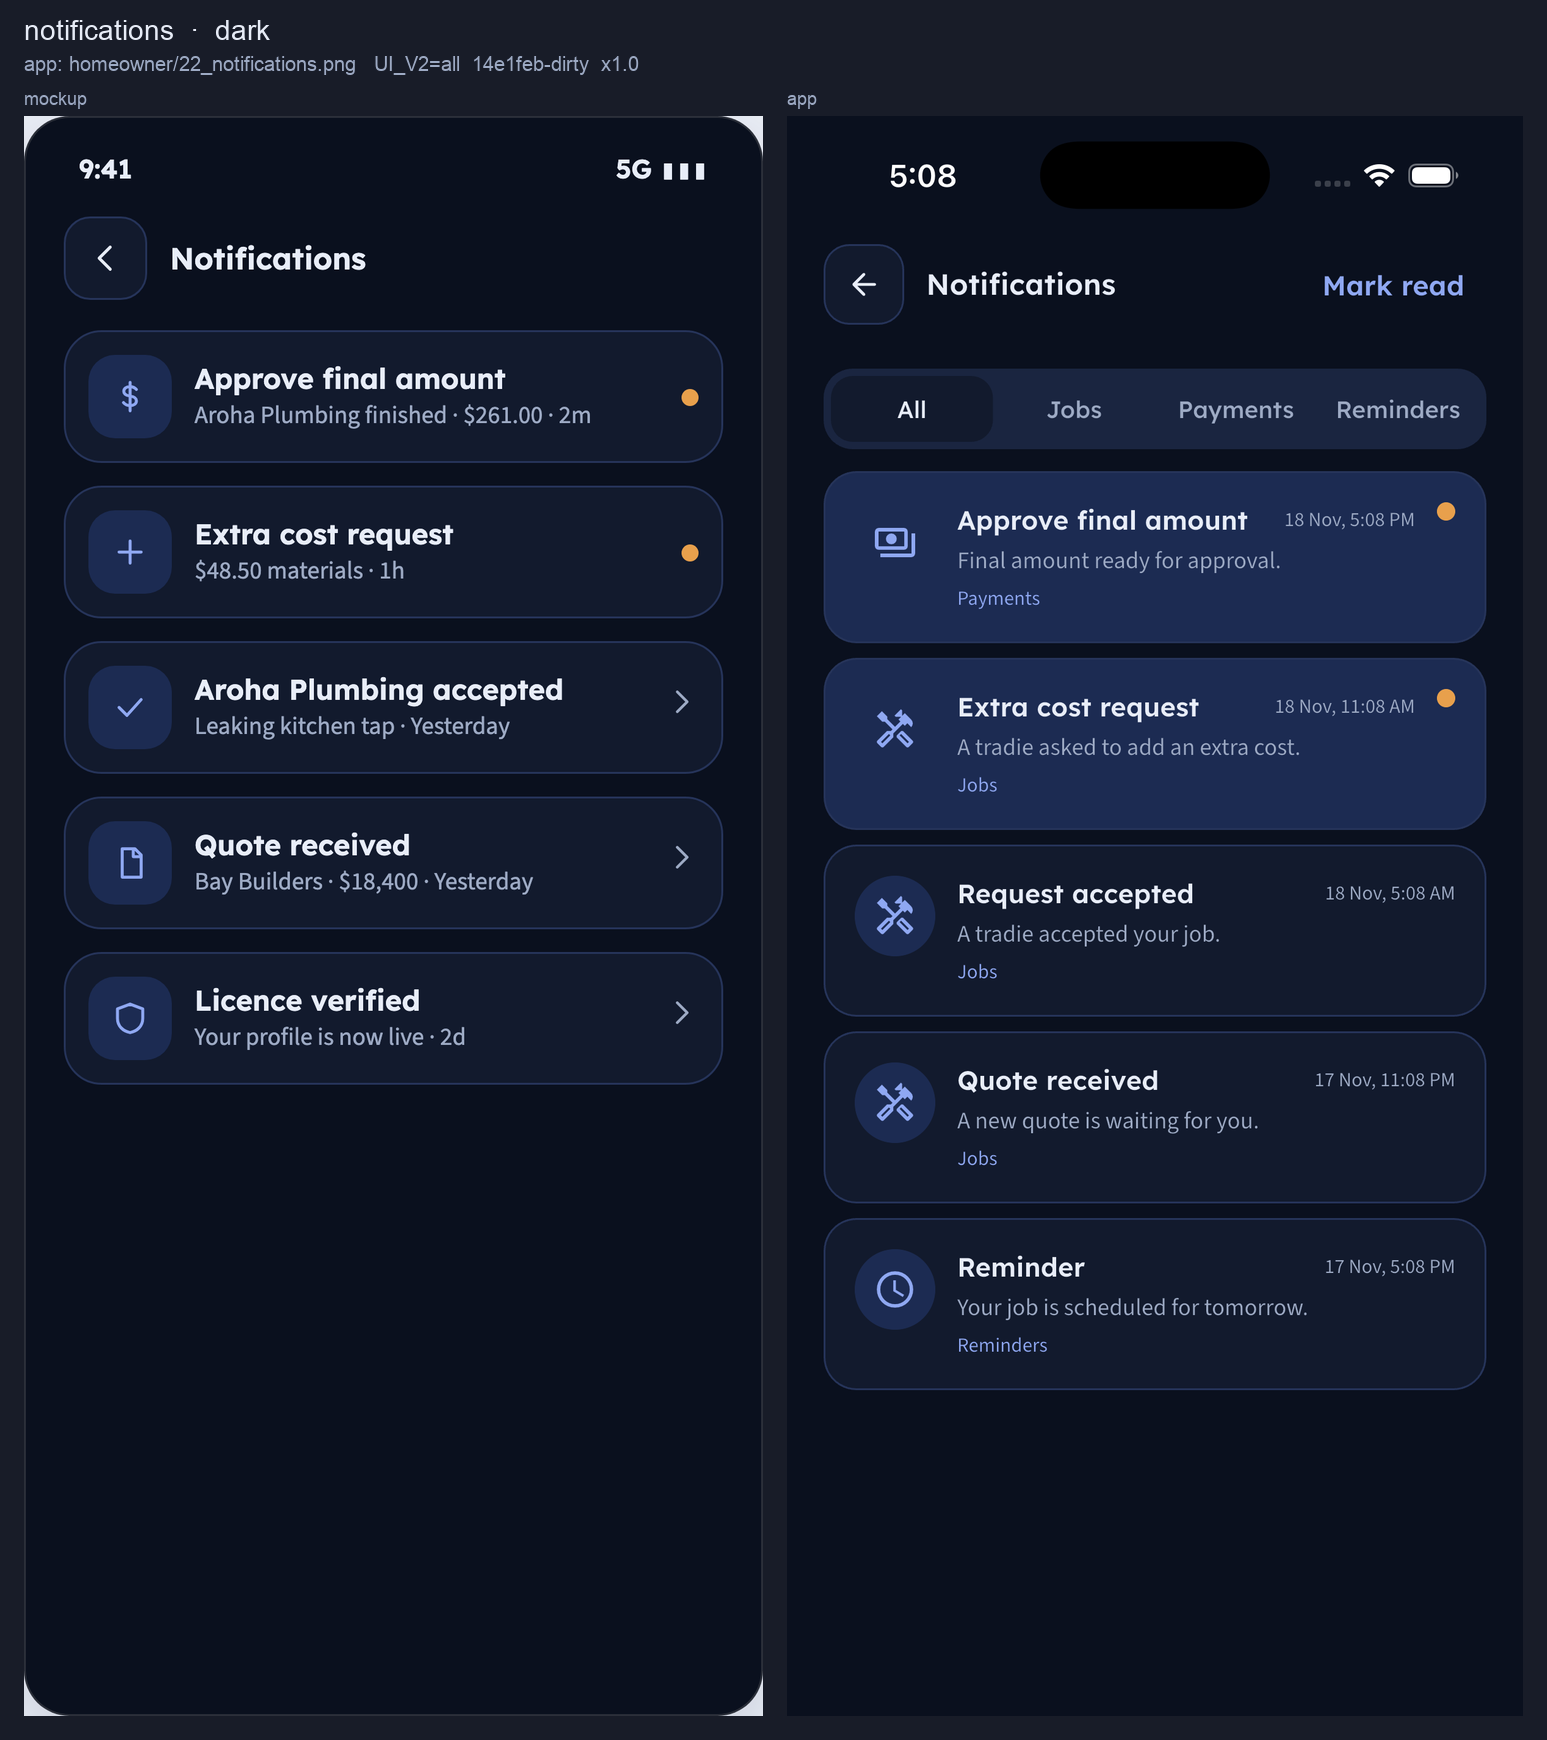 notifications · dark
app: homeowner/22_notifications.png UI_V2=all 14e1feb-dirty x1.0
mockup
9:41
5G
Notifications
Approve final amount
Aroha Plumbing finished · $261.00 · 2m
Extra cost request
$48.50 materials · 1h
Aroha Plumbing accepted
Leaking kitchen tap · Yesterday
Quote received
Bay Builders · $18,400 · Yesterday
Licence verified
Your profile is now live · 2d
app
5:08
Notifications
Mark read
All Jobs Payments Reminders
Approve final amount 18 Nov, 5:08 PM
Final amount ready for approval.
Payments
Extra cost request 18 Nov, 11:08 AM
A tradie asked to add an extra cost.
Jobs
Request accepted 18 Nov, 5:08 AM
A tradie accepted your job.
Jobs
Quote received 17 Nov, 11:08 PM
A new quote is waiting for you.
Jobs
Reminder 17 Nov, 5:08 PM
Your job is scheduled for tomorrow.
Reminders